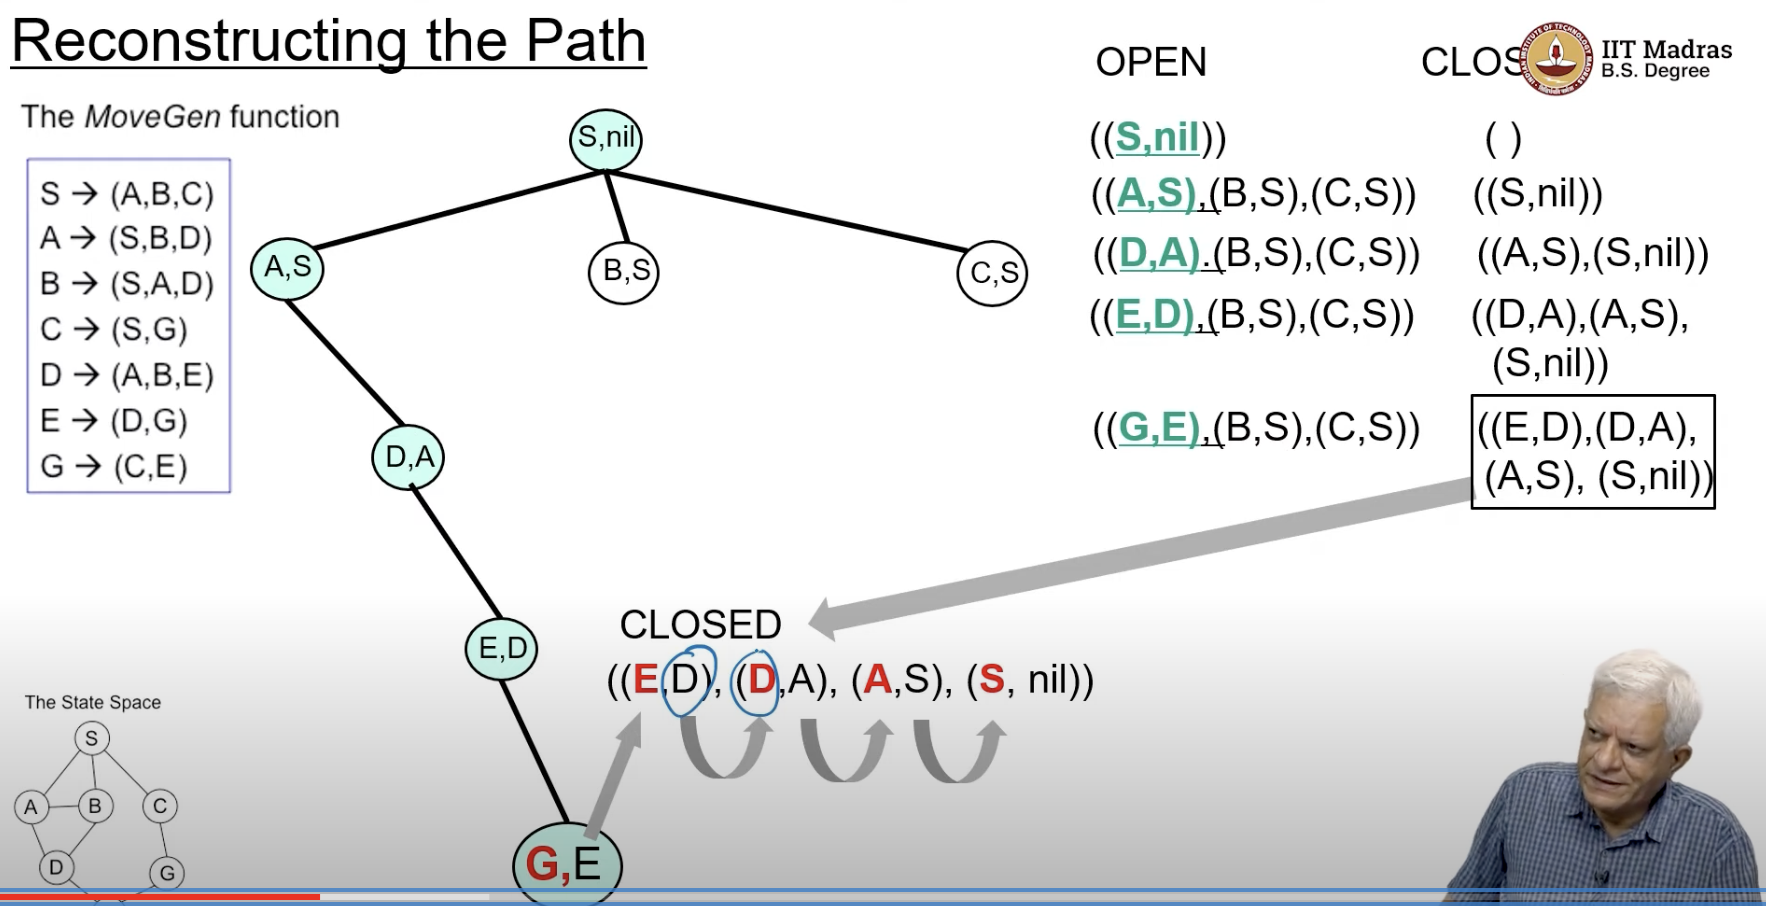 Reconstructing the Path
OPEN
CLOS
IIT Madras
B.S. Degree
The MoveGen function
S → (A,B,C)
A → (S,B,D)
B → (S,A,D)
C → (S,G)
D → (A,B,E)
E → (D,G)
G → (C,E)
S,nil
A,S
B,S
C,S
D,A
E,D
G,E
((S,nil))
( )
((A,S),(B,S),(C,S))
((S,nil))
((D,A).(B,S),(C,S))
((A,S),(S,nil))
((E,D),(B,S),(C,S))
((D,A),(A,S),
(S,nil))
((G,E),(B,S),(C,S))
((E,D),(D,A),
(A,S), (S,nil))
CLOSED
((E,D), (D,A), (A,S), (S, nil))
The State Space
S
A
B
C
D
G